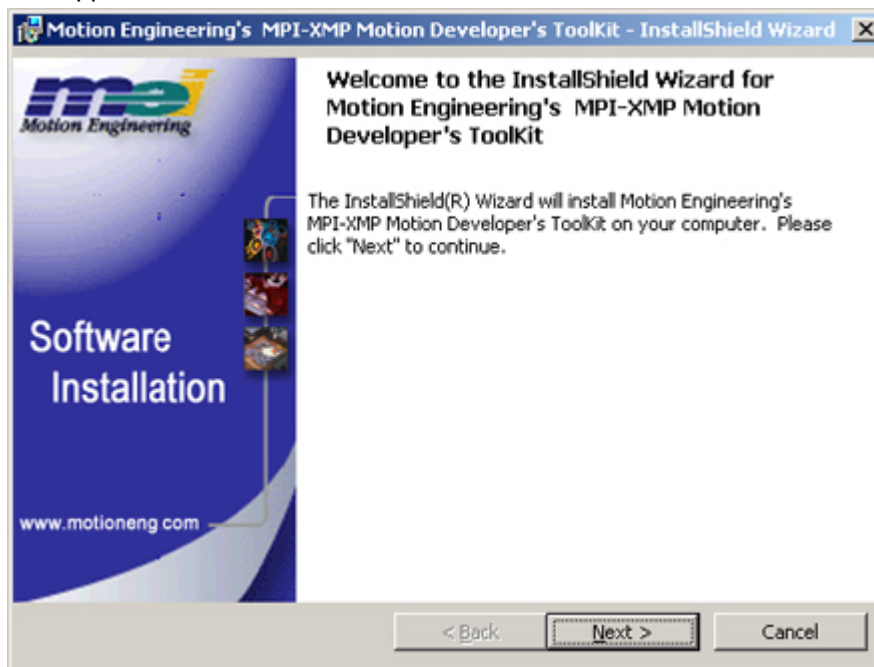 Motion Engineering's MPI-XMP Motion Developer's ToolKit - InstallShield Wizard
mei
Motion Engineering
Welcome to the InstallShield Wizard for
Motion Engineering's MPI-XMP Motion
Developer's ToolKit
The InstallShield(R) Wizard will install Motion Engineering's
MPI-XMP Motion Developer's ToolKit on your computer. Please
click "Next" to continue.
Software
Installation
www.motioneng.com
< Back
Next >
Cancel